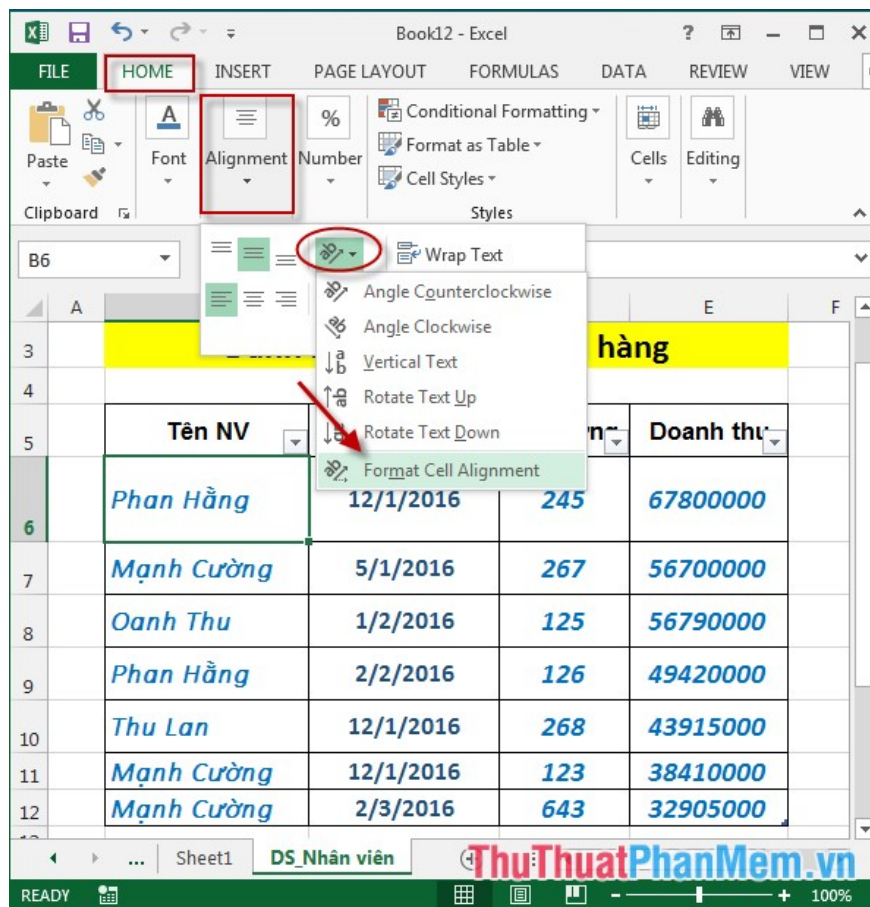 Book12 - Excel
FILE HOME INSERT PAGE LAYOUT FORMULAS DATA REVIEW VIEW
Paste
Font
Alignment
Number
Conditional Formatting
Format as Table
Cell Styles
Cells
Editing
Clipboard
Styles
B6
Wrap Text
Angle Counterclockwise
Angle Clockwise
Vertical Text
Rotate Text Up
Rotate Text Down
Format Cell Alignment
A E F
3 hàng
4
5 Tên NV Doanh thu
6 Phan Hằng 12/1/2016 245 67800000
7 Mạnh Cường 5/1/2016 267 56700000
8 Oanh Thu 1/2/2016 125 56790000
9 Phan Hằng 2/2/2016 126 49420000
10 Thu Lan 12/1/2016 268 43915000
11 Mạnh Cường 12/1/2016 123 38410000
12 Mạnh Cường 2/3/2016 643 32905000
... Sheet1 DS_Nhân viên
ThuThuatPhanMem.vn
READY 100%